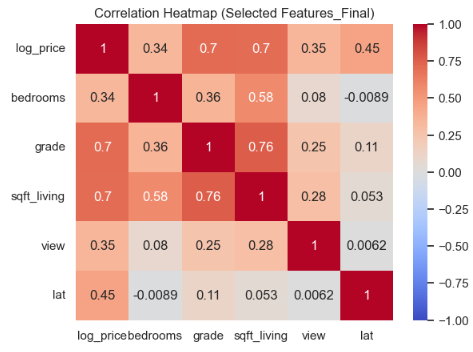 Correlation Heatmap (Selected Features_Final)
log_price 1 0.34 0.7 0.7 0.35 0.45
bedrooms 0.34 1 0.36 0.58 0.08 -0.0089
grade 0.7 0.36 1 0.76 0.25 0.11
sqft_living 0.7 0.58 0.76 1 0.28 0.053
view 0.35 0.08 0.25 0.28 1 0.0062
lat 0.45 -0.0089 0.11 0.053 0.0062 1
log_price bedrooms grade sqft_living view lat
1.00
0.75
0.50
0.25
0.00
−0.25
−0.50
−0.75
−1.00